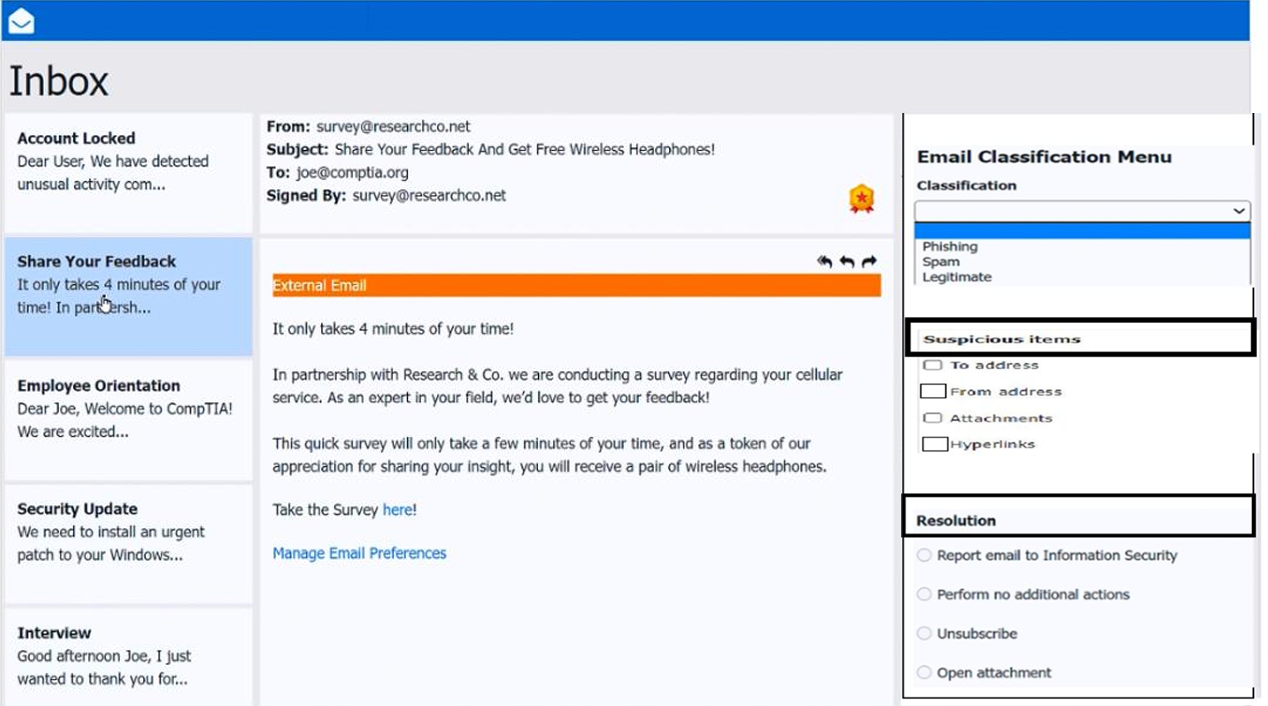 Inbox
Account Locked
Dear User, We have detected
unusual activity com...
Share Your Feedback
It only takes 4 minutes of your
time! In partnersh...
Employee Orientation
Dear Joe, Welcome to CompTIA!
We are excited...
Security Update
We need to install an urgent
patch to your Windows...
Interview
Good afternoon Joe, I just
wanted to thank you for...
From: survey@researchco.net
Subject: Share Your Feedback And Get Free Wireless Headphones!
To: joe@comptia.org
Signed By: survey@researchco.net
External Email
It only takes 4 minutes of your time!
In partnership with Research & Co. we are conducting a survey regarding your cellular
service. As an expert in your field, we'd love to get your feedback!
This quick survey will only take a few minutes of your time, and as a token of our
appreciation for sharing your insight, you will receive a pair of wireless headphones.
Take the Survey here!
Manage Email Preferences
Email Classification Menu
Classification
Phishing
Spam
Legitimate
Suspicious items
To address
From address
Attachments
Hyperlinks
Resolution
Report email to Information Security
Perform no additional actions
Unsubscribe
Open attachment